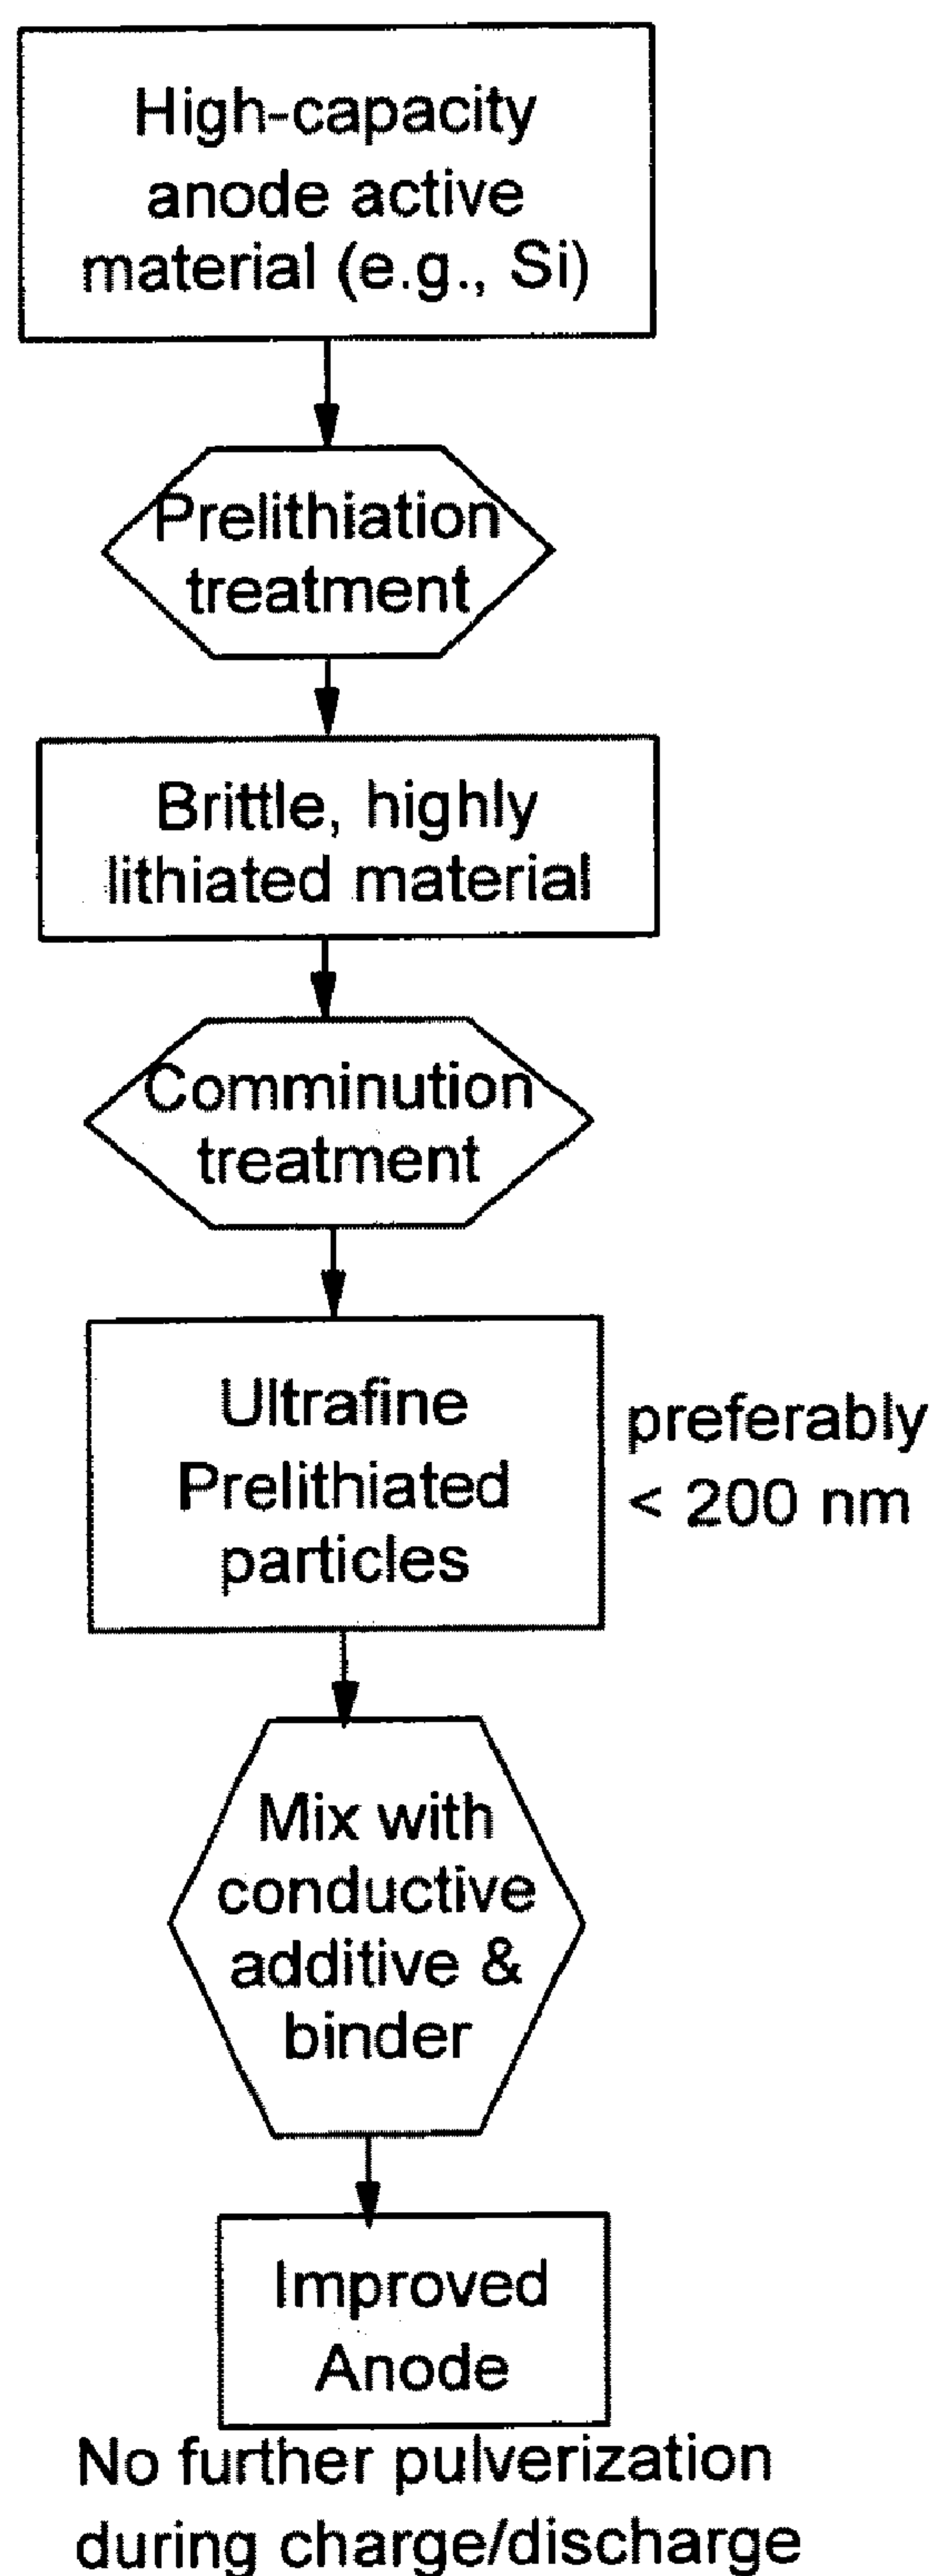 High-capacity
anode active
material (e.g., Si)
Prelithiation
treatment
Brittle, highly
lithiated material
Comminution
treatment
Ultrafine
Prelithiated
particles
preferably
< 200 nm
Mix with
conductive
additive &
binder
Improved
Anode
No further pulverization
during charge/discharge